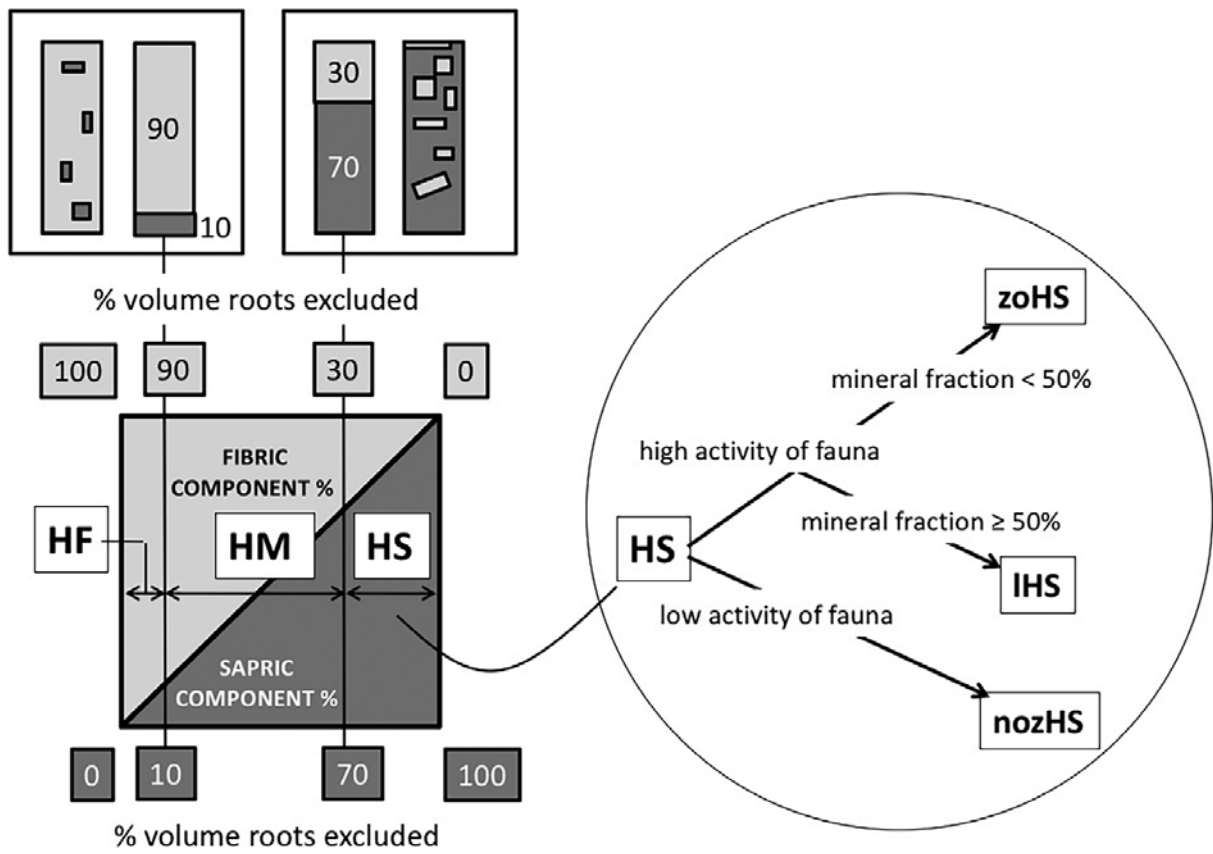 90
10
30
70
% volume roots excluded
100
90
30
0
FIBRIC
COMPONENT %
HF
HM
HS
SAPRIC
COMPONENT %
0
10
70
100
% volume roots excluded
zoHS
mineral fraction < 50%
high activity of fauna
mineral fraction ≥ 50%
HS
lHS
low activity of fauna
nozHS